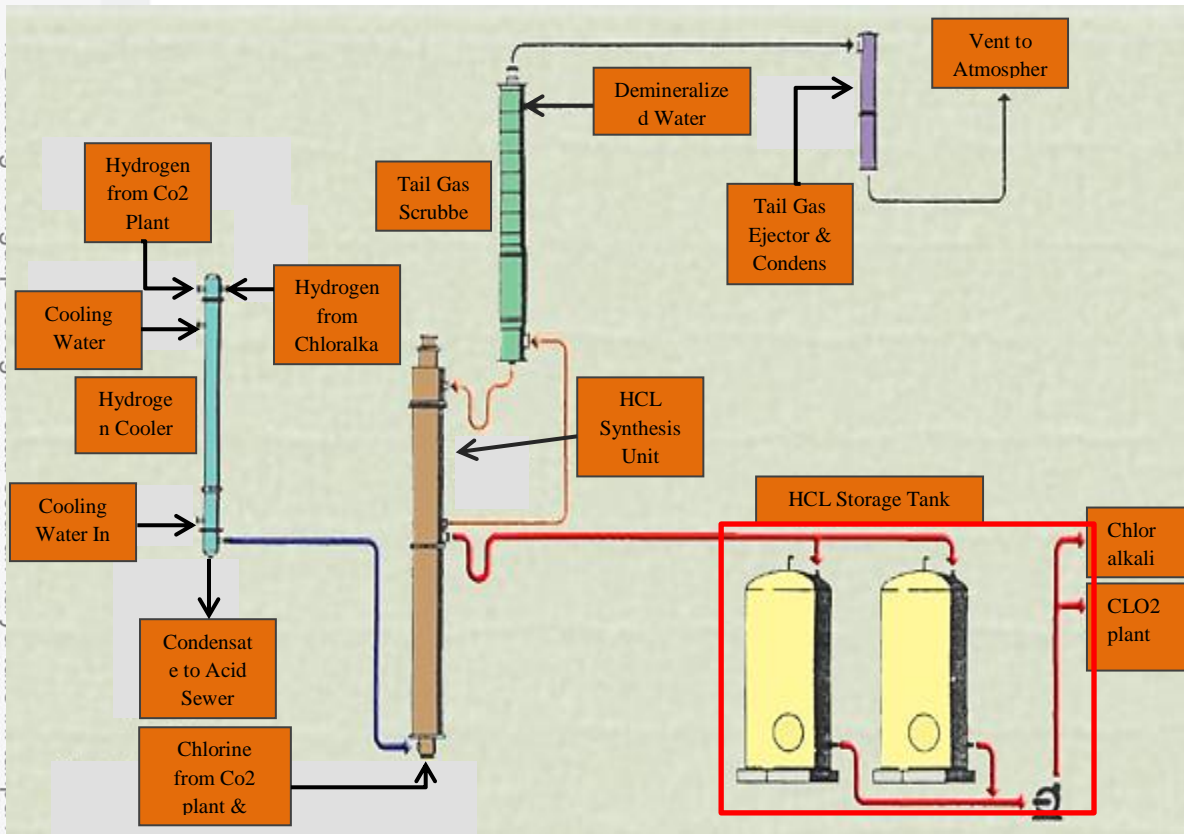 Vent to
Atmospher
Demineralize
d Water
Hydrogen
from Co2
Plant
Tail Gas
Scrubbe
Tail Gas
Ejector &
Condens
Cooling
Water
Hydrogen
from
Chloralka
Hydroge
n Cooler
HCL
Synthesis
Unit
Cooling
Water In
HCL Storage Tank
Chlor
alkali
CLO2
plant
Condensat
e to Acid
Sewer
Chlorine
from Co2
plant &